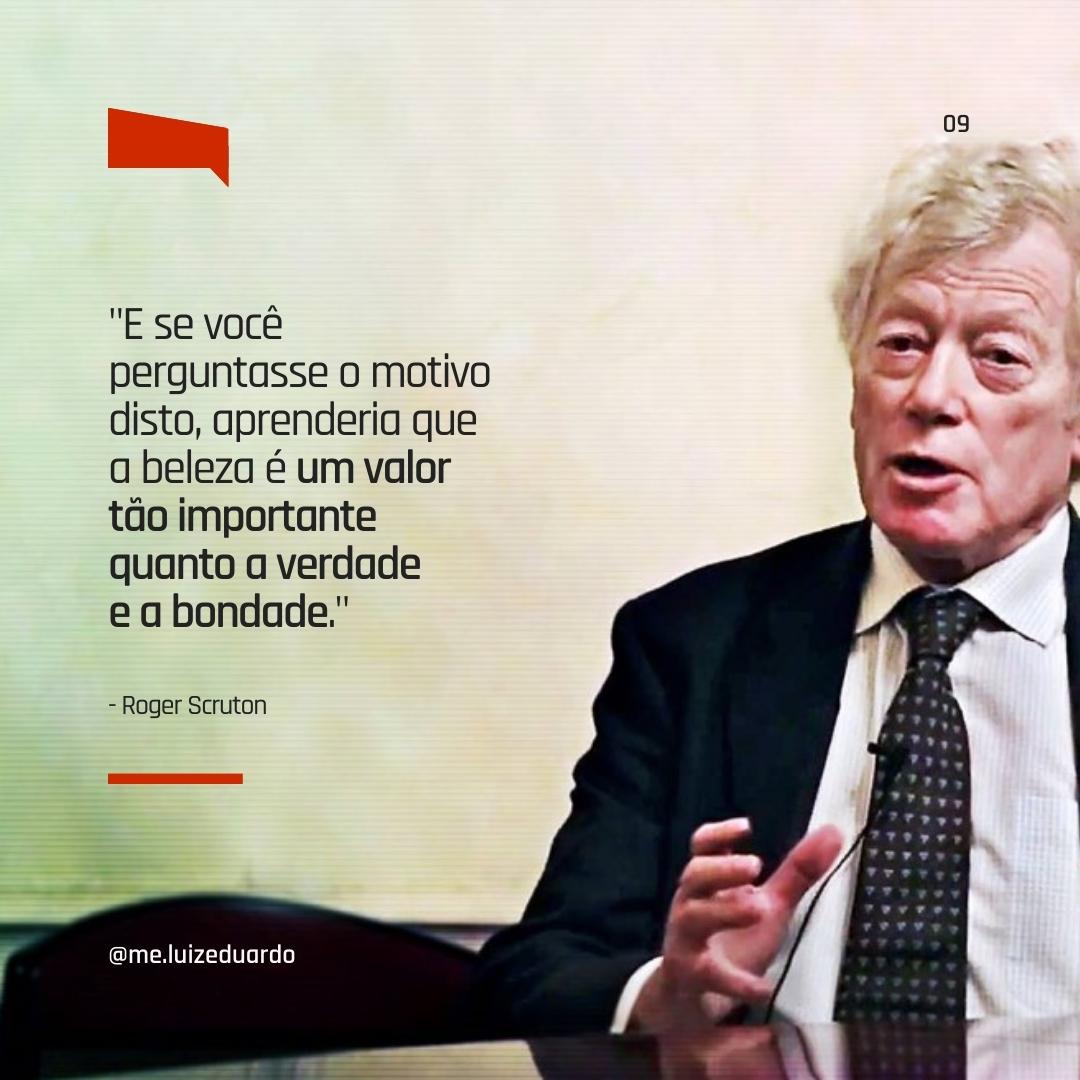 09
"E se você
perguntasse o motivo
disto, aprenderia que
a beleza é um valor
tão importante
quanto a verdade
e a bondade."
- Roger Scruton
@me.luizeduardo